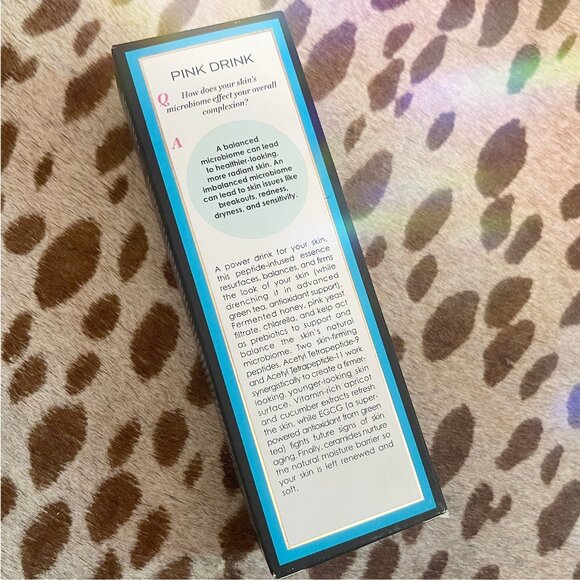 PINK DRINK
Q
How does your skin's
microbiome effect your overall
complexion?
A
A balanced
microbiome can lead
to healthier-looking,
more radiant skin. An
imbalanced microbiome
can lead to skin issues like
breakouts, redness,
dryness, and sensitivity.
A power drink for your skin,
this peptide-infused essence
resurfaces, balances, and firms
the look of your skin (while
drenching it in advanced
green tea, antioxidant support).
Fermented honey, pink yeast
filtrate, chlorella, and kelp act
as prebiotics to support and
balance the skin's natural
microbiome. Two skin-firming
peptides, Acetyl Tetrapeptide-9
and Acetyl Tetrapeptide-11 work
synergistically to create a firmer-
looking, younger-looking skin
surface. Vitamin-rich apricot
and cucumber extracts refresh
the skin, while EGCG (a super-
powered antioxidant from green
tea) fights future signs of skin
aging. Finally, ceramides nurture
the natural moisture barrier so
your skin is left renewed and
soft.